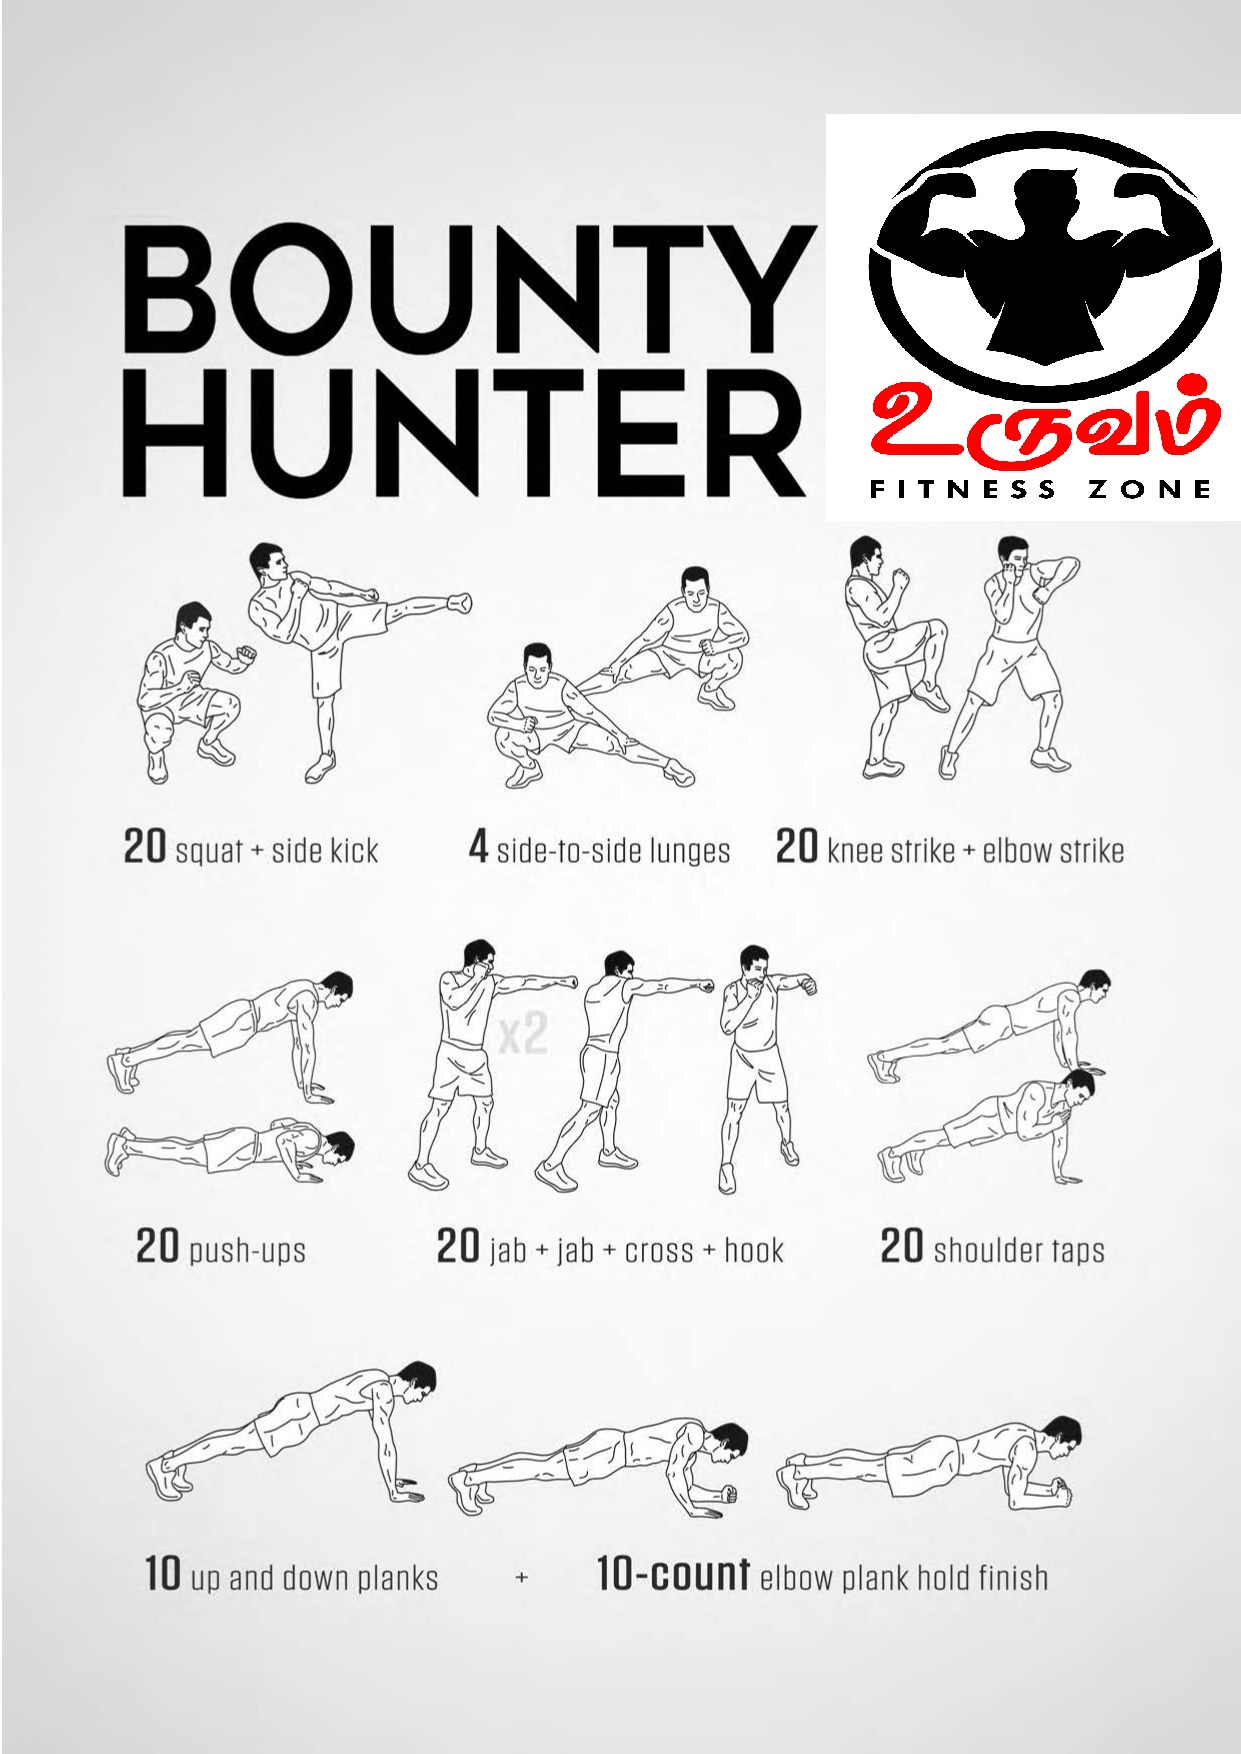 BOUNTY
HUNTER
உருவம்
FITNESS ZONE
20 squat + side kick
4 side-to-side lunges
20 knee strike + elbow strike
x2
20 push-ups
20 jab + jab + cross + hook
20 shoulder taps
10 up and down planks + 10-count elbow plank hold finish